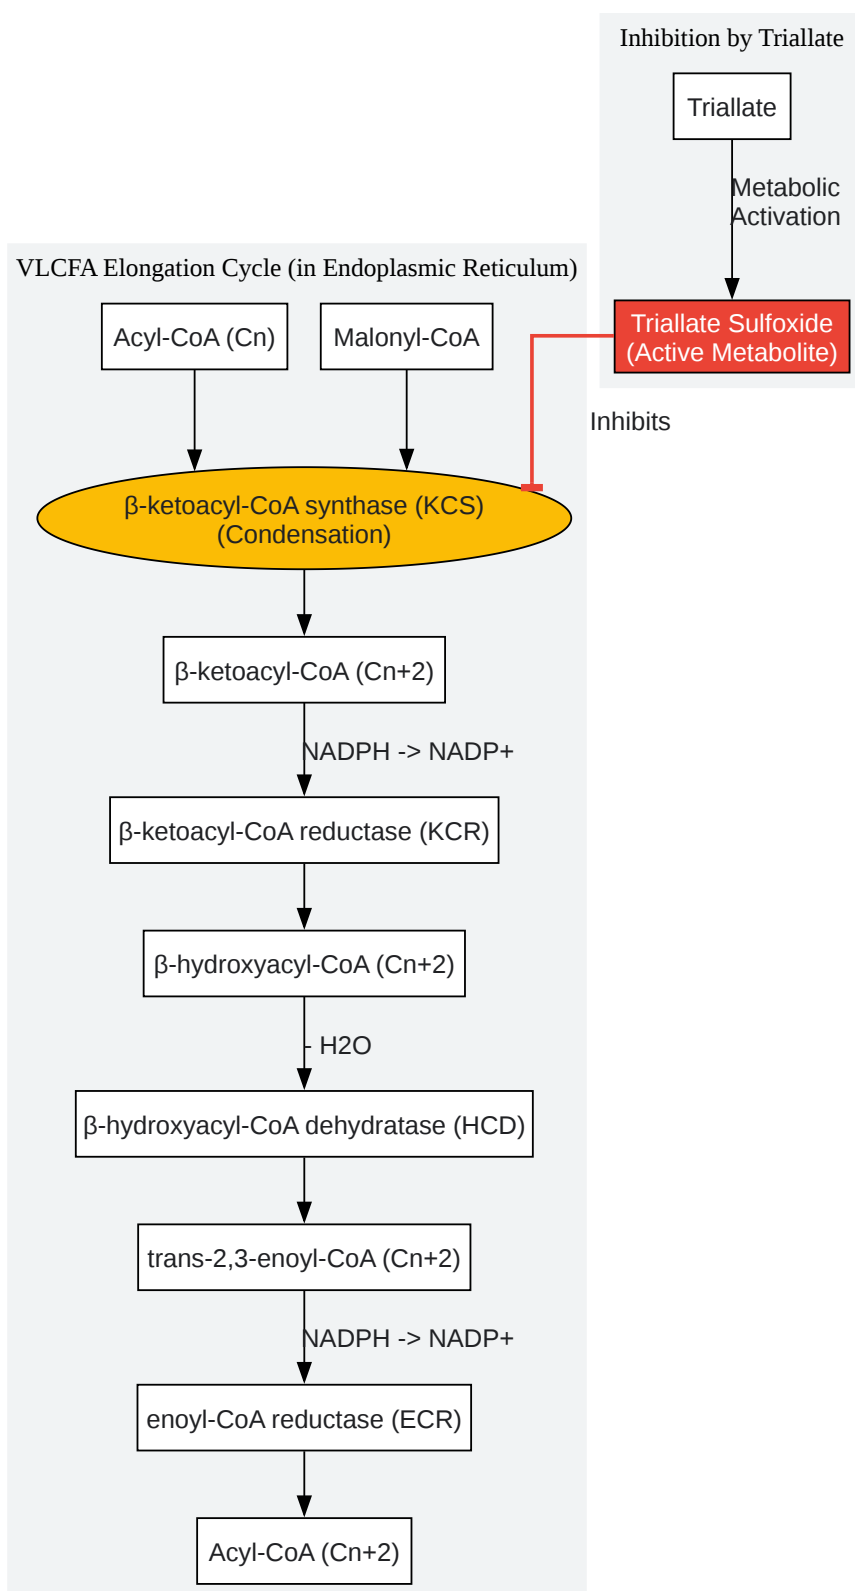 Inhibition by Triallate
Triallate
Metabolic
Activation
Triallate Sulfoxide
(Active Metabolite)
Inhibits
VLCFA Elongation Cycle (in Endoplasmic Reticulum)
Acyl-CoA (Cn)
Malonyl-CoA
β-ketoacyl-CoA synthase (KCS)
(Condensation)
β-ketoacyl-CoA (Cn+2)
NADPH -> NADP+
β-ketoacyl-CoA reductase (KCR)
β-hydroxyacyl-CoA (Cn+2)
- H2O
β-hydroxyacyl-CoA dehydratase (HCD)
trans-2,3-enoyl-CoA (Cn+2)
NADPH -> NADP+
enoyl-CoA reductase (ECR)
Acyl-CoA (Cn+2)